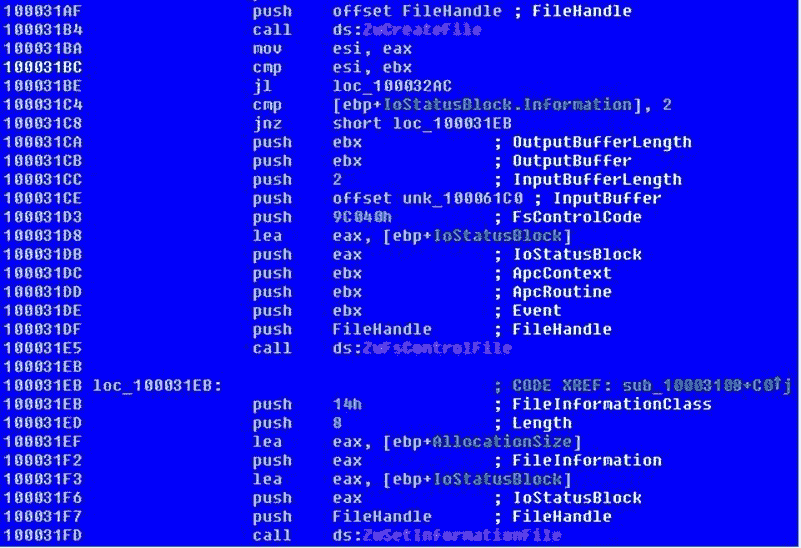 100031AF push offset FileHandle ; FileHandle
100031B4 call ds:ZwCreateFile
100031BA mov esi, eax
100031BC cmp esi, ebx
100031BE jl loc_100032AC
100031C4 cmp [ebp+IoStatusBlock.Information], 2
100031C8 jnz short loc_100031EB
100031CA push ebx ; OutputBufferLength
100031CB push ebx ; OutputBuffer
100031CC push 2 ; InputBufferLength
100031CE push offset unk_100061C0 ; InputBuffer
100031D3 push 9C040h ; FsControlCode
100031D8 lea eax, [ebp+IoStatusBlock]
100031DB push eax ; IoStatusBlock
100031DC push ebx ; ApcContext
100031DD push ebx ; ApcRoutine
100031DE push ebx ; Event
100031DF push FileHandle ; FileHandle
100031E5 call ds:ZwFsControlFile
100031EB
100031EB loc_100031EB: ; CODE XREF: sub_10003108+C0↑j
100031EB push 14h ; FileInformationClass
100031ED push 8 ; Length
100031EF lea eax, [ebp+AllocationSize]
100031F2 push eax ; FileInformation
100031F3 lea eax, [ebp+IoStatusBlock]
100031F6 push eax ; IoStatusBlock
100031F7 push FileHandle ; FileHandle
100031FD call ds:ZwSetInformationFile